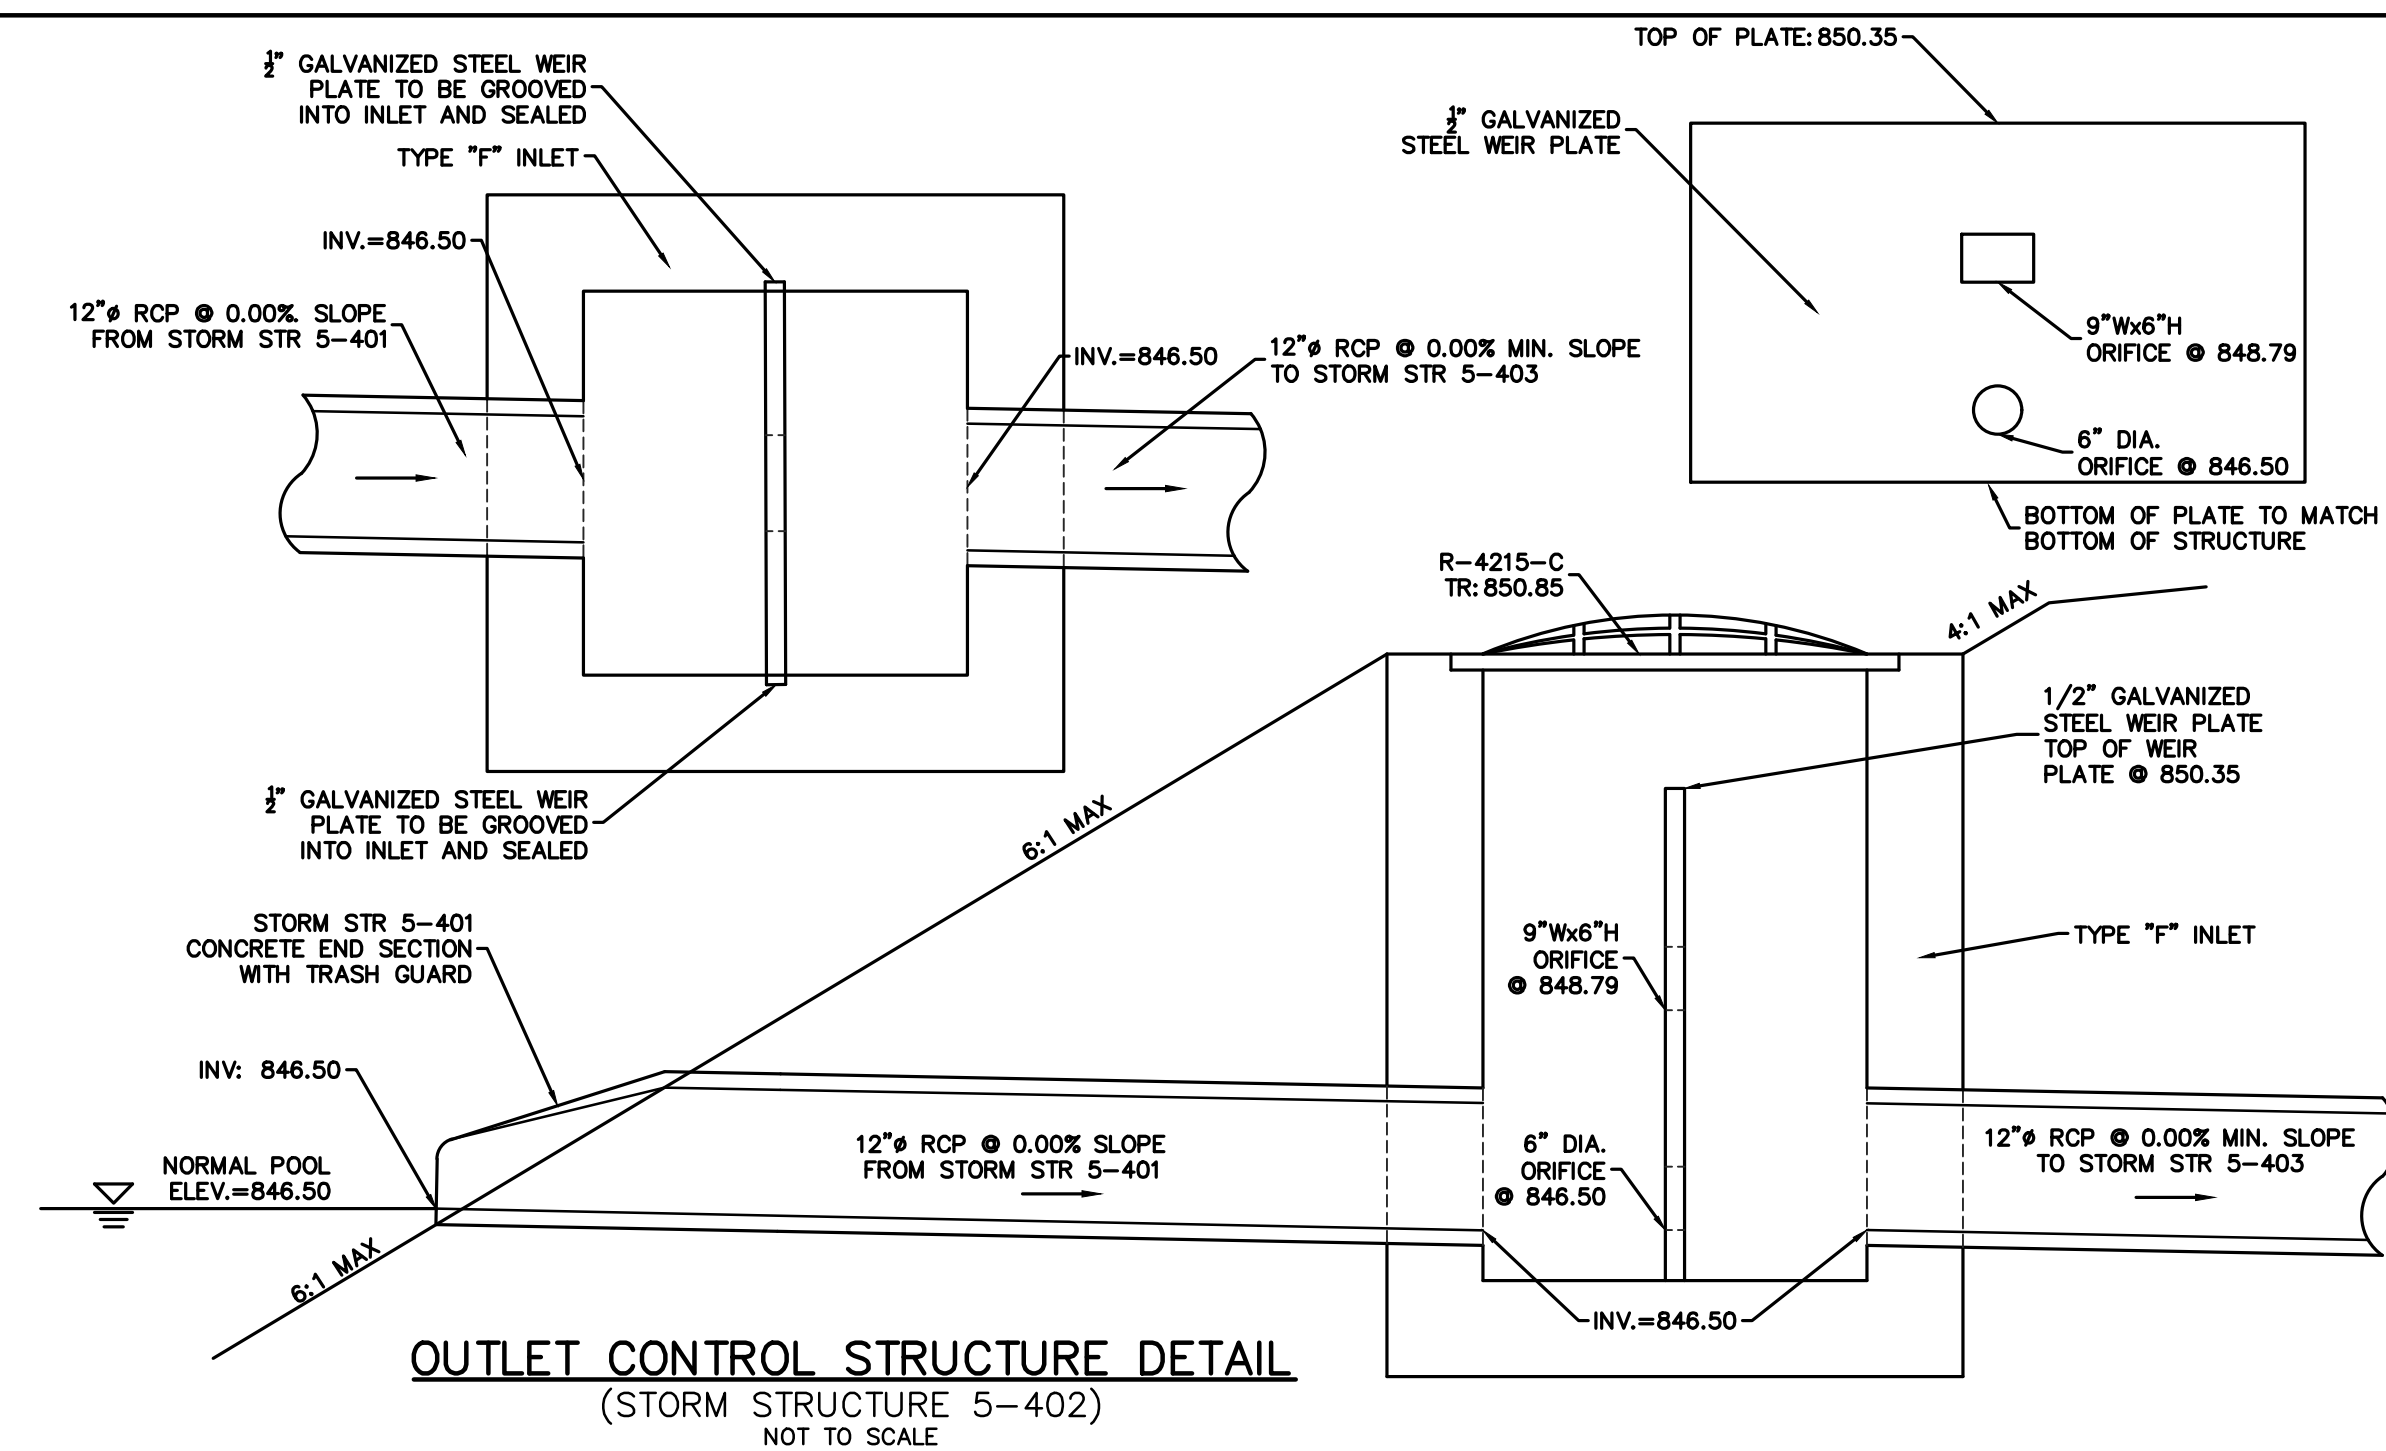 ½" GALVANIZED STEEL WEIR
PLATE TO BE GROOVED
INTO INLET AND SEALED
TYPE "F" INLET
INV.=846.50
12"ø RCP @ 0.00%. SLOPE
FROM STORM STR 5-401
INV.=846.50
12"ø RCP @ 0.00% MIN. SLOPE
TO STORM STR 5-403
½" GALVANIZED STEEL WEIR
PLATE TO BE GROOVED
INTO INLET AND SEALED
TOP OF PLATE: 850.35
½" GALVANIZED
STEEL WEIR PLATE
9"Wx6"H
ORIFICE @ 848.79
6" DIA.
ORIFICE @ 846.50
BOTTOM OF PLATE TO MATCH
BOTTOM OF STRUCTURE
R-4215-C
TR: 850.85
4:1 MAX
1/2" GALVANIZED
STEEL WEIR PLATE
TOP OF WEIR
PLATE @ 850.35
6:1 MAX
STORM STR 5-401
CONCRETE END SECTION
WITH TRASH GUARD
9"Wx6"H
ORIFICE
@ 848.79
TYPE "F" INLET
INV: 846.50
NORMAL POOL
ELEV.=846.50
12"ø RCP @ 0.00% SLOPE
FROM STORM STR 5-401
6" DIA.
ORIFICE
@ 846.50
12"ø RCP @ 0.00% MIN. SLOPE
TO STORM STR 5-403
6:1 MAX
INV.=846.50
OUTLET CONTROL STRUCTURE DETAIL
(STORM STRUCTURE 5-402)
NOT TO SCALE